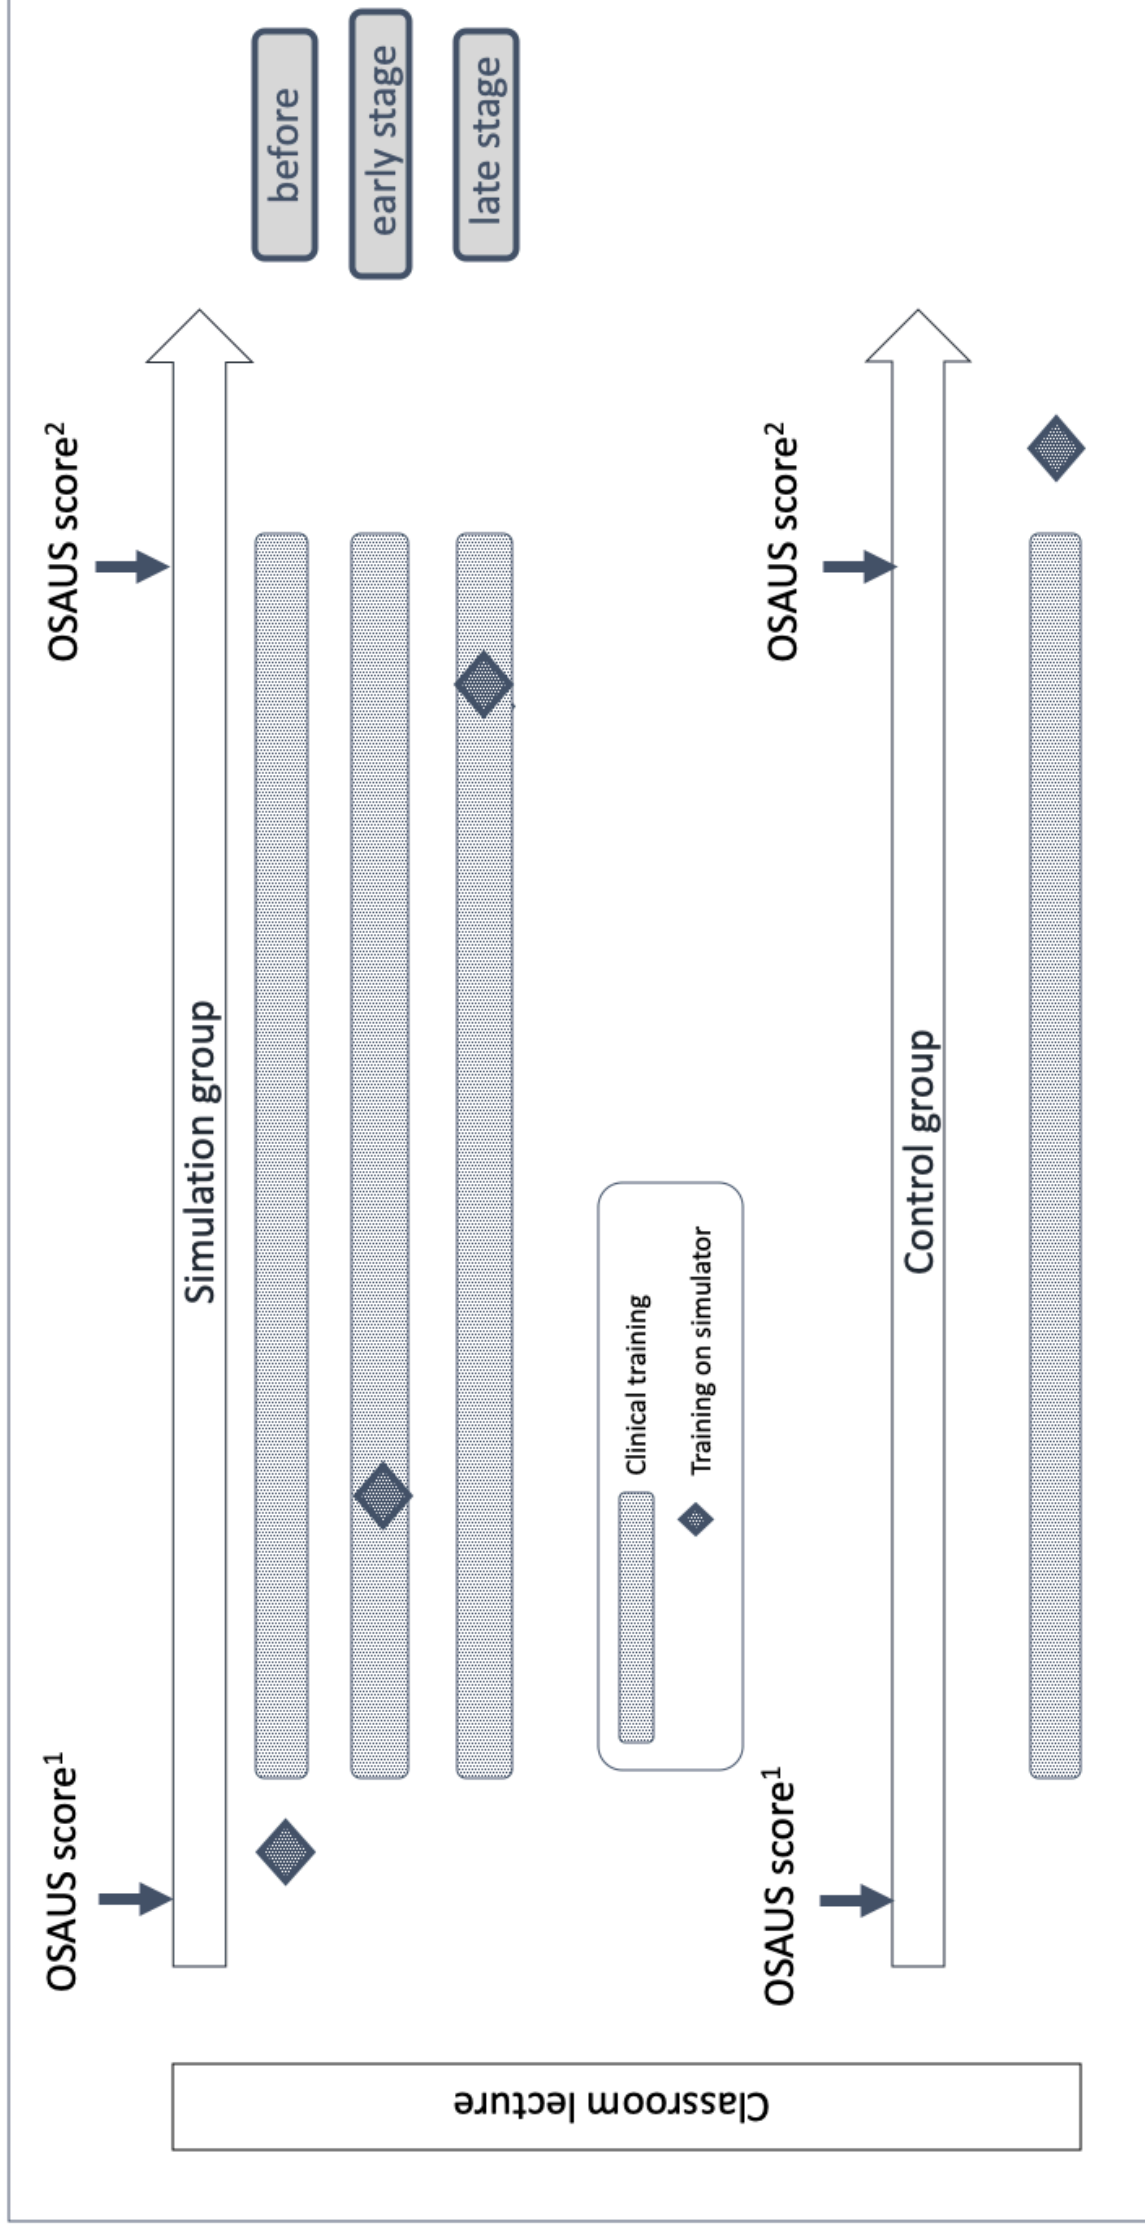 Classroom lecture
OSAUS score¹
OSAUS score²
Simulation group
before
early stage
late stage
Clinical training
Training on simulator
OSAUS score¹
OSAUS score²
Control group